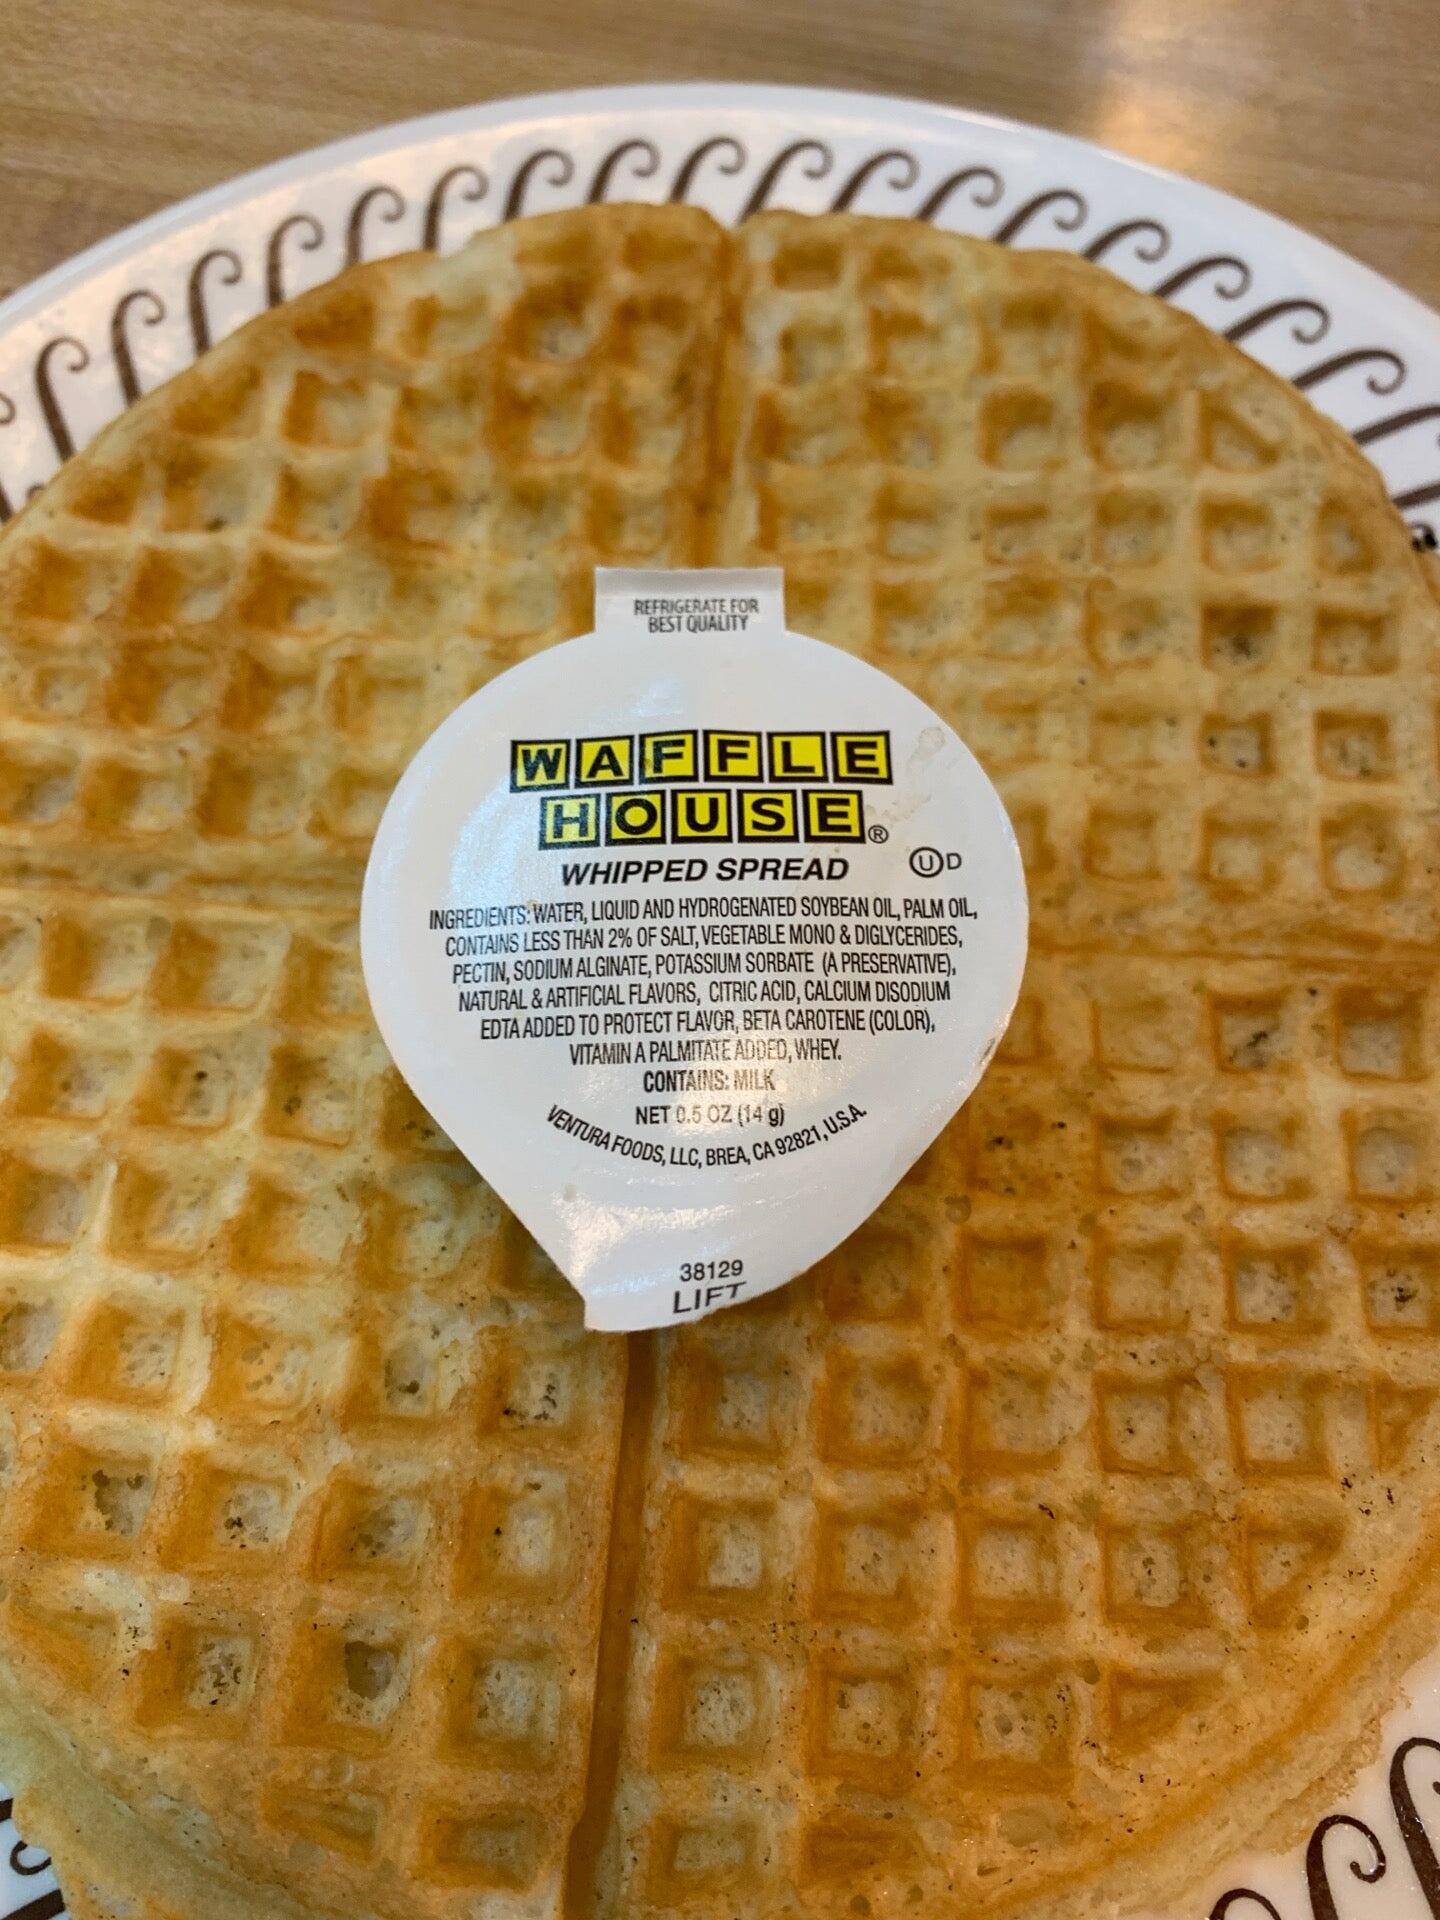 REFRIGERATE FOR
BEST QUALITY
WAFFLE
HOUSE®
WHIPPED SPREAD ⓊD
INGREDIENTS: WATER, LIQUID AND HYDROGENATED SOYBEAN OIL, PALM OIL,
CONTAINS LESS THAN 2% OF SALT, VEGETABLE MONO & DIGLYCERIDES,
PECTIN, SODIUM ALGINATE, POTASSIUM SORBATE (A PRESERVATIVE),
NATURAL & ARTIFICIAL FLAVORS, CITRIC ACID, CALCIUM DISODIUM
EDTA ADDED TO PROTECT FLAVOR, BETA CAROTENE (COLOR),
VITAMIN A PALMITATE ADDED, WHEY.
CONTAINS: MILK
NET 0.5 OZ (14 g)
VENTURA FOODS, LLC, BREA, CA 92821, U.S.A.
38129
LIFT